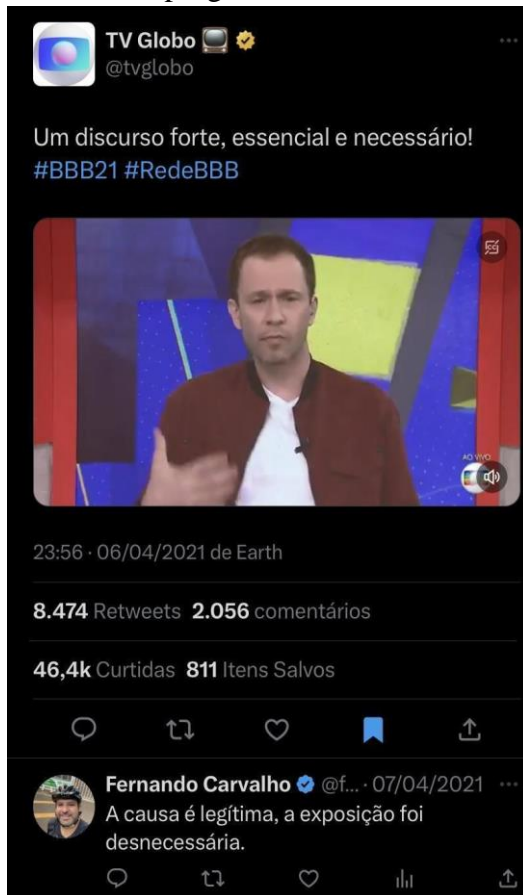 TV Globo
@tvglobo
Um discurso forte, essencial e necessário!
#BBB21 #RedeBBB
AO VIVO
23:56 · 06/04/2021 de Earth
8.474 Retweets 2.056 comentários
46,4k Curtidas 811 Itens Salvos
Fernando Carvalho @f... · 07/04/2021
A causa é legítima, a exposição foi
desnecessária.